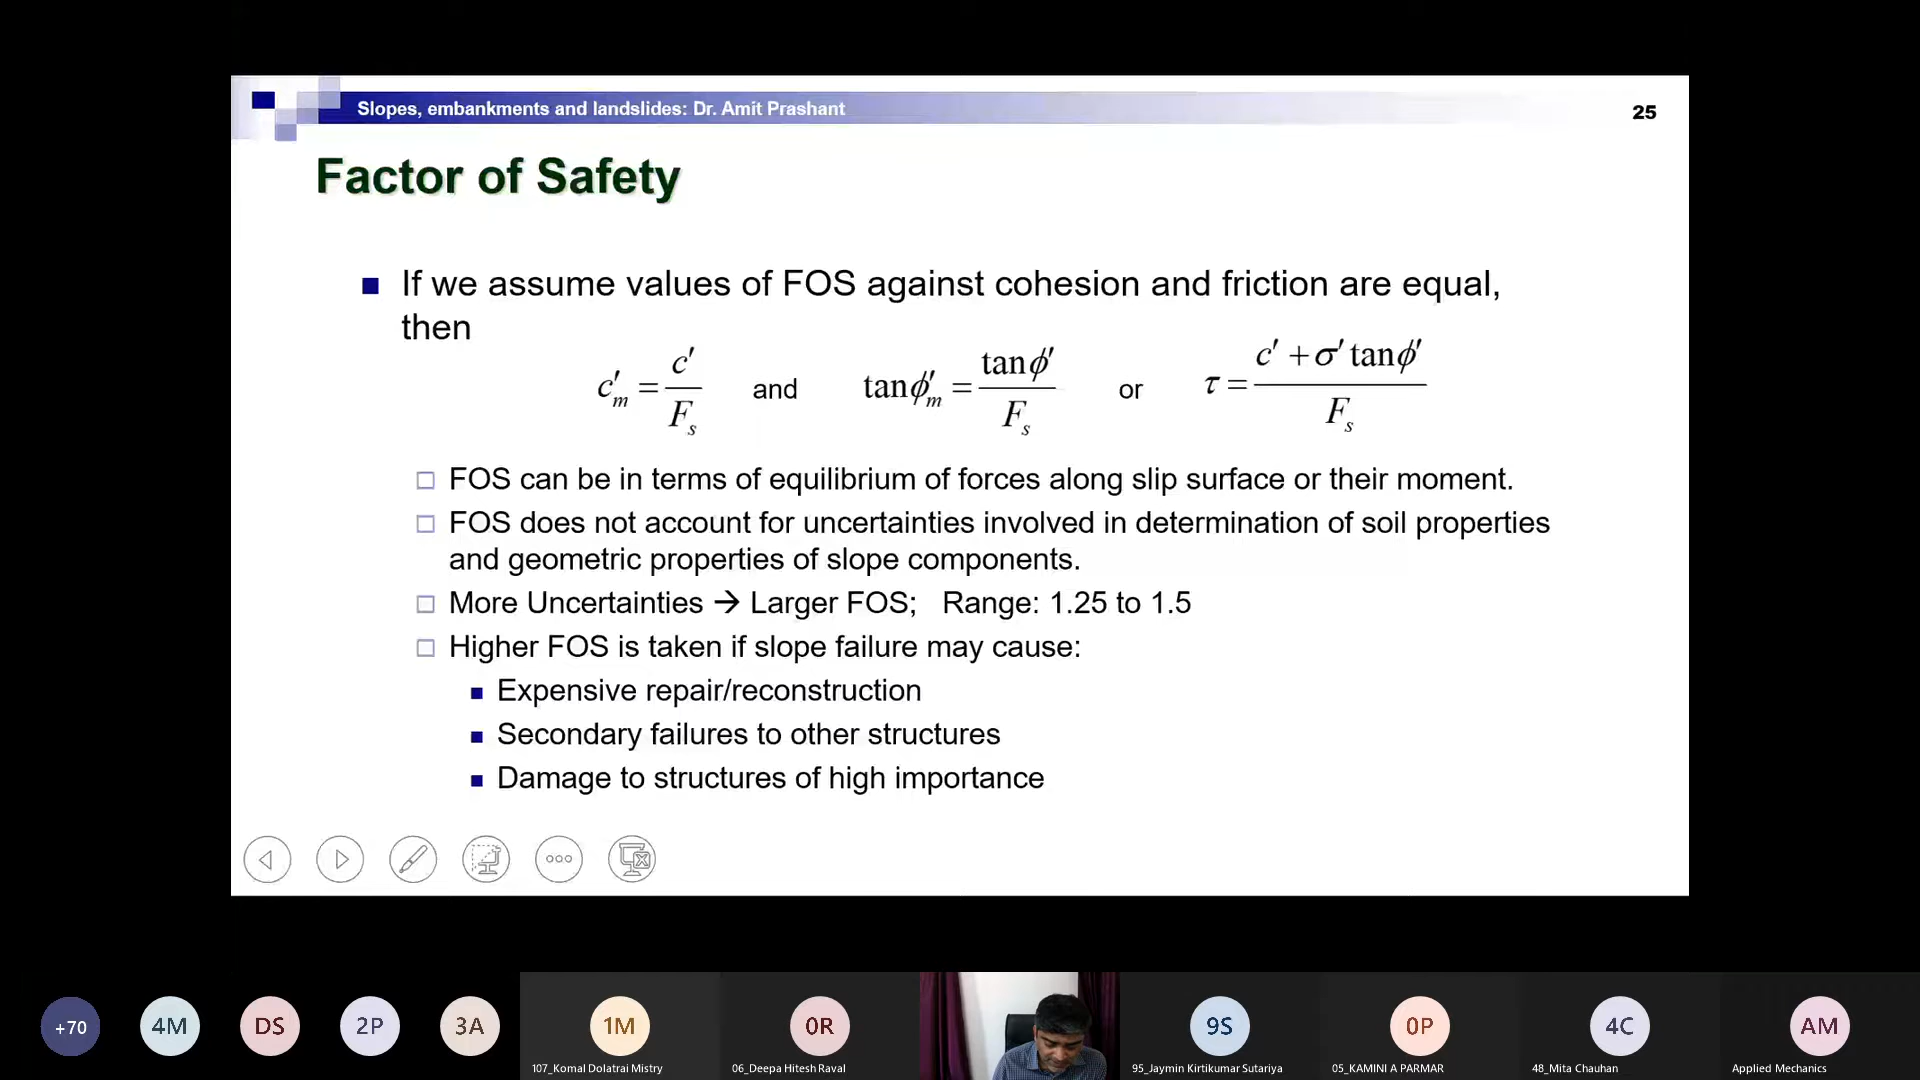 Slopes, embankments and landslides: Dr. Amit Prashant
25
Factor of Safety
If we assume values of FOS against cohesion and friction are equal,
then
c′m = c′/Fs and tanϕ′m = tanϕ′/Fs or τ = (c′ + σ′ tanϕ′)/Fs
FOS can be in terms of equilibrium of forces along slip surface or their moment.
FOS does not account for uncertainties involved in determination of soil properties
and geometric properties of slope components.
More Uncertainties → Larger FOS; Range: 1.25 to 1.5
Higher FOS is taken if slope failure may cause:
Expensive repair/reconstruction
Secondary failures to other structures
Damage to structures of high importance
+70 4M DS 2P 3A 1M 0R 9S 0P 4C AM
107_Komal Dolatrai Mistry 06_Deepa Hitesh Raval 95_Jaymin Kirtikumar Sutariya 05_KAMINI A PARMAR 48_Mita Chauhan Applied Mechanics